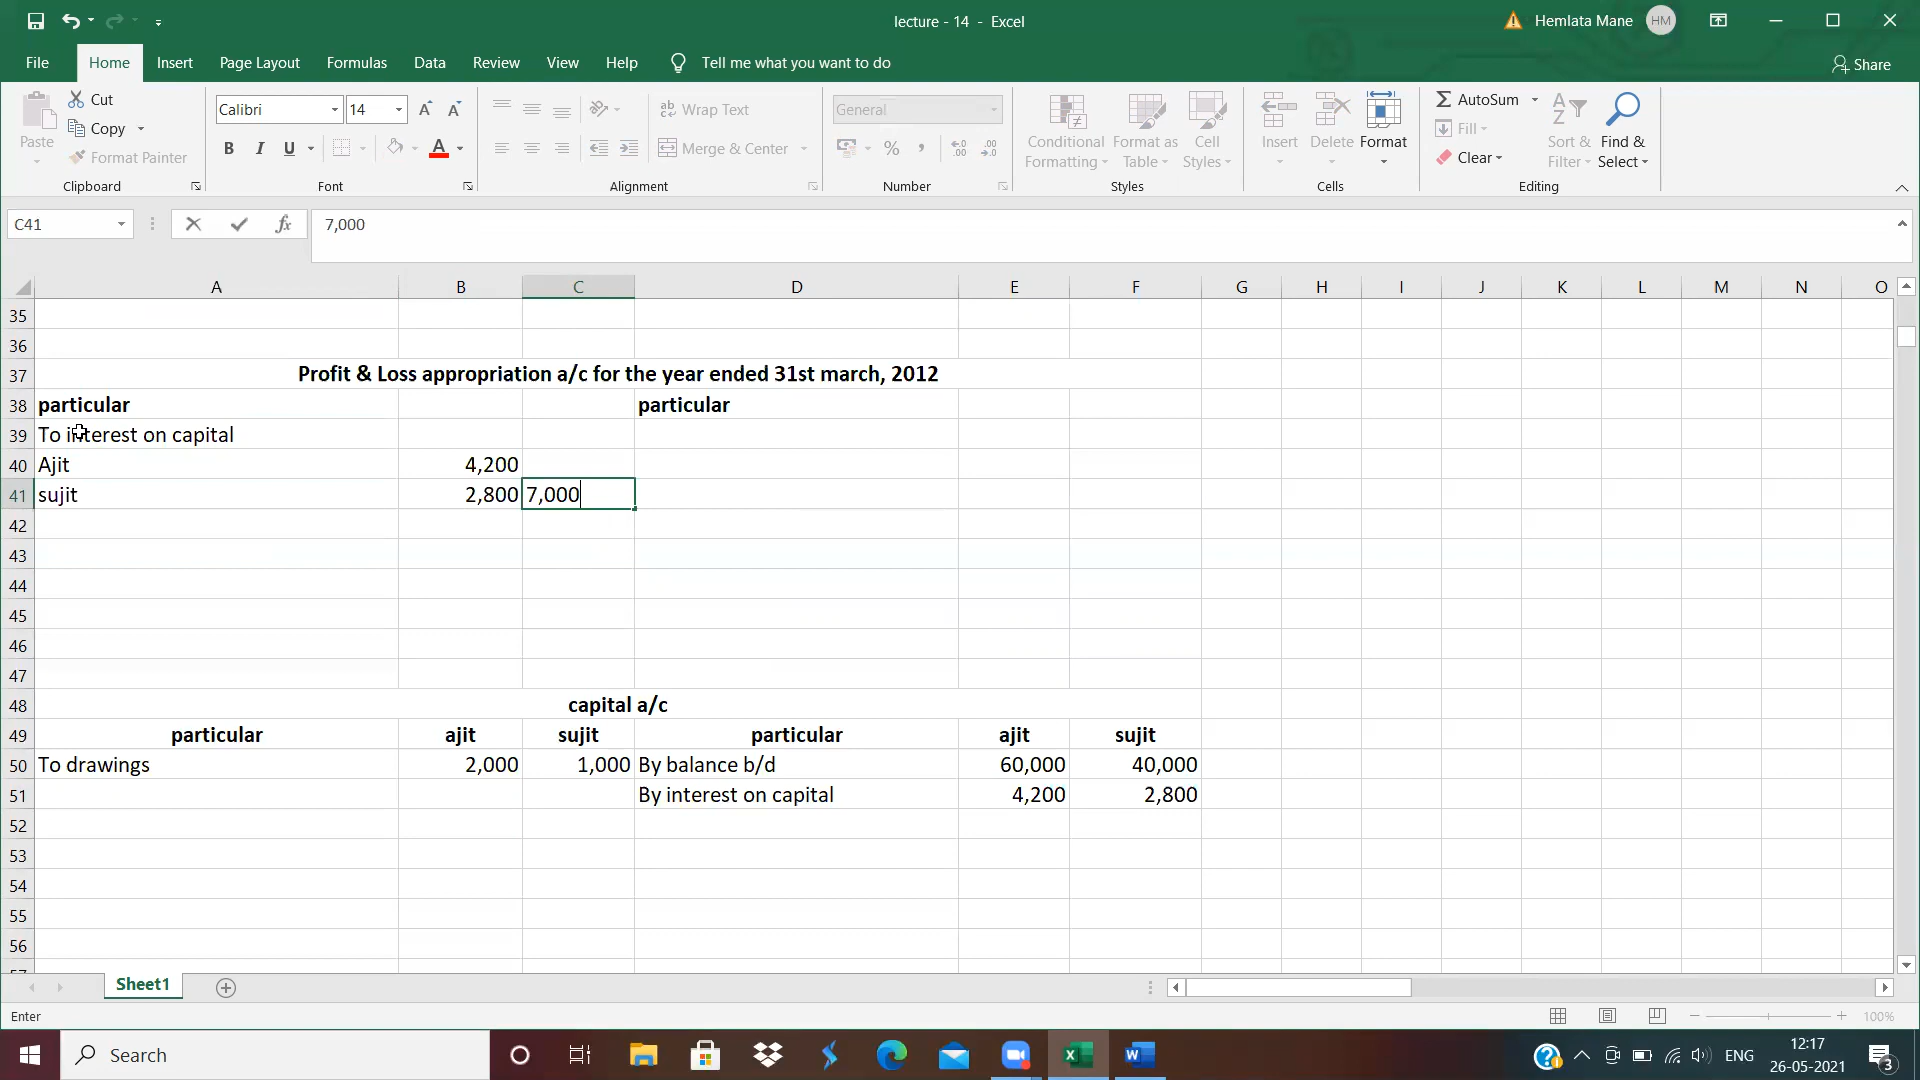 lecture - 14 - Excel
Hemlata Mane HM
File Home Insert Page Layout Formulas Data Review View Help Tell me what you want to do Share
Paste Cut Copy Format Painter Clipboard
Calibri 14 A A B I U A Font
ab Wrap Text Merge & Center Alignment
General % , Number
Conditional Formatting Format as Table Cell Styles Styles
Insert Delete Format Cells
AutoSum Fill Clear Sort & Filter Find & Select Editing
C41 fx 7,000
A B C D E F G H I J K L M N O
35
36
37 Profit & Loss appropriation a/c for the year ended 31st march, 2012
38 particular particular
39 To interest on capital
40 Ajit 4,200
41 sujit 2,800 7,000
42
43
44
45
46
47
48 capital a/c
49 particular ajit sujit particular ajit sujit
50 To drawings 2,000 1,000 By balance b/d 60,000 40,000
51 By interest on capital 4,200 2,800
52
53
54
55
56
Sheet1
Enter 100%
Search ENG 12:17
26-05-2021 3